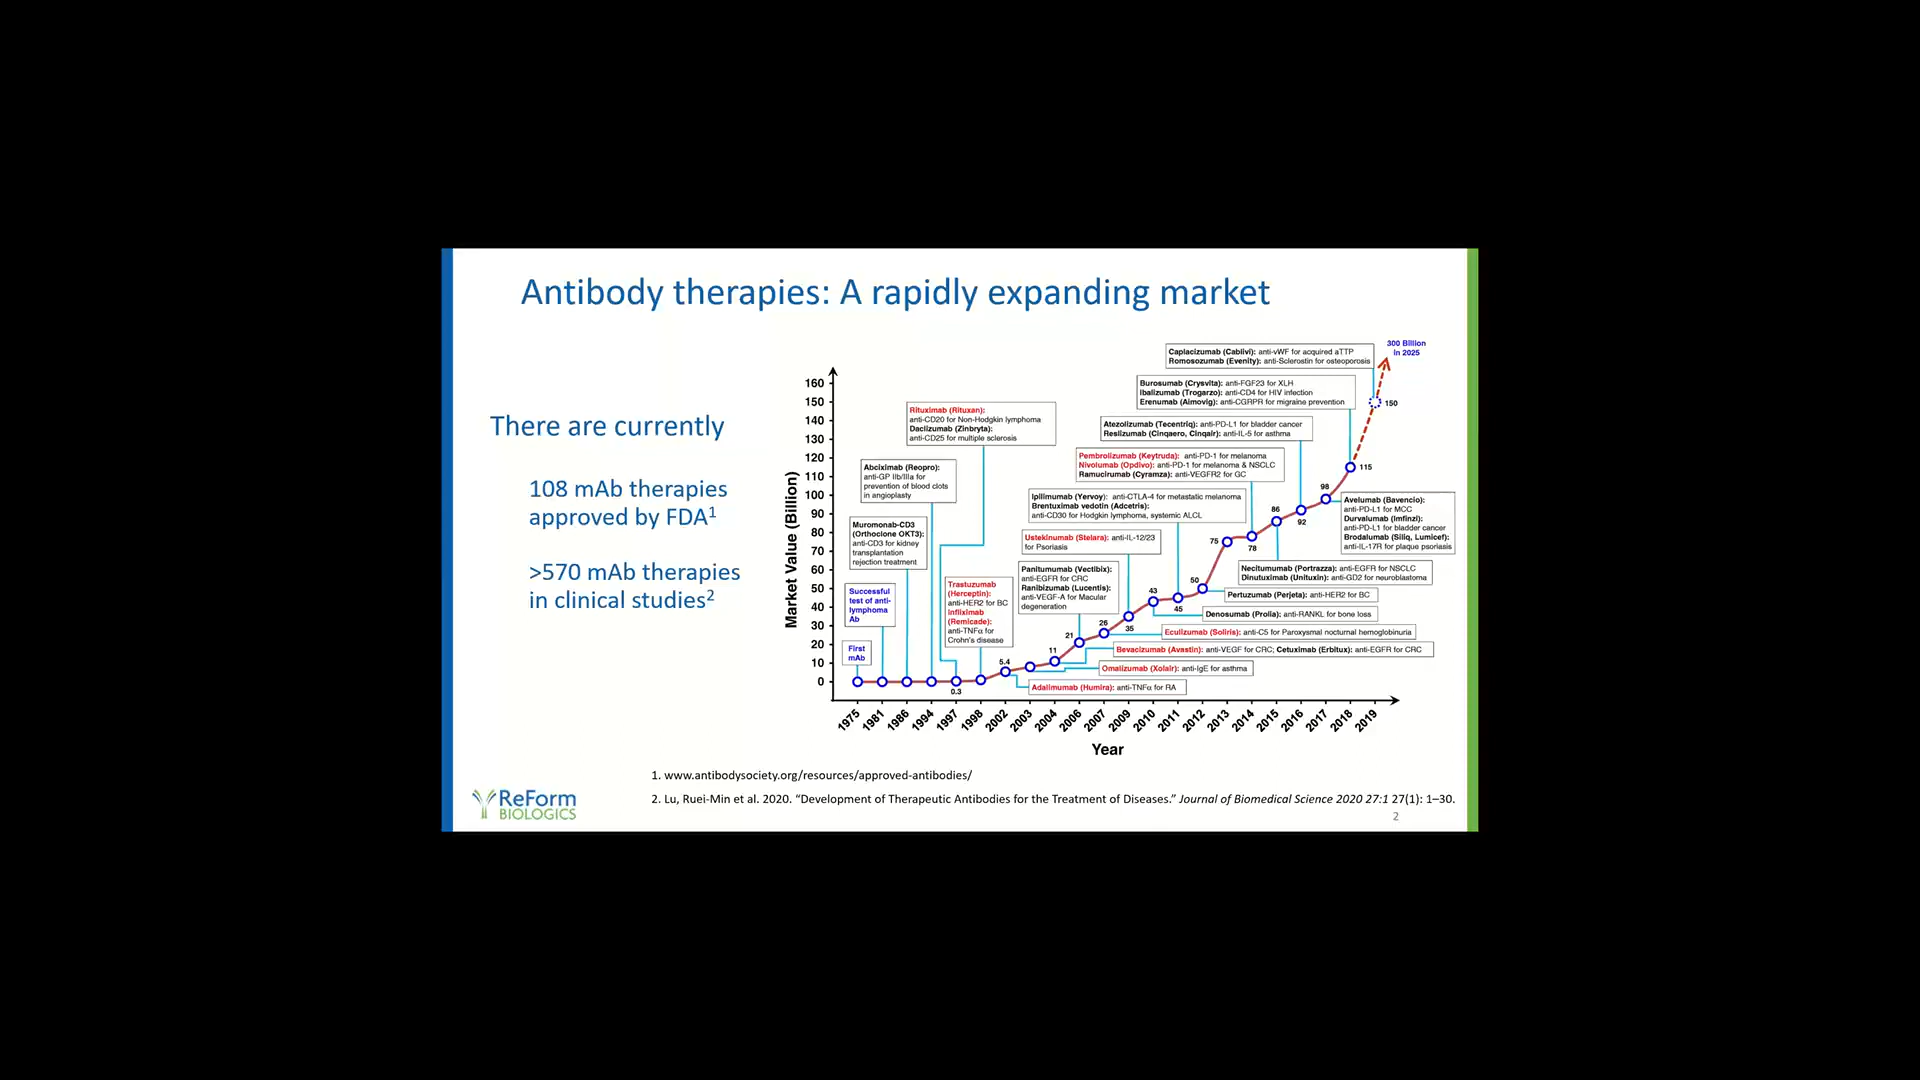 Antibody therapies: A rapidly expanding market
There are currently
108 mAb therapies
approved by FDA1
>570 mAb therapies
in clinical studies2
Market Value (Billion)
160
150
140
130
120
110
100
90
80
70
60
50
40
30
20
10
0
First
mAb
Successful
test of anti-
lymphoma
Ab
Muromonab-CD3
(Orthoclone OKT3):
anti-CD3 for kidney
transplantation
rejection treatment
Abciximab (Reopro):
anti-GP IIb/IIIa for
prevention of blood clots
in angioplasty
Rituximab (Rituxan):
anti-CD20 for Non-Hodgkin lymphoma
Daclizumab (Zinbryta):
anti-CD25 for multiple sclerosis
Trastuzumab
(Herceptin):
anti-HER2 for BC
Infliximab
(Remicade):
anti-TNFα for
Crohn's disease
Adalimumab (Humira): anti-TNFα for RA
Omalizumab (Xolair): anti-IgE for asthma
Bevacizumab (Avastin): anti-VEGF for CRC; Cetuximab (Erbitux): anti-EGFR for CRC
Panitumumab (Vectibix):
anti-EGFR for CRC
Ranibizumab (Lucentis):
anti-VEGF-A for Macular
degeneration
Eculizumab (Soliris): anti-C5 for Paroxysmal nocturnal hemoglobinuria
Ustekinumab (Stelara): anti-IL-12/23
for Psoriasis
Denosumab (Prolia): anti-RANKL for bone loss
Ipilimumab (Yervoy): anti-CTLA-4 for metastatic melanoma
Brentuximab vedotin (Adcetris):
anti-CD30 for Hodgkin lymphoma, systemic ALCL
Pertuzumab (Perjeta): anti-HER2 for BC
Pembrolizumab (Keytruda): anti-PD-1 for melanoma
Nivolumab (Opdivo): anti-PD-1 for melanoma & NSCLC
Ramucirumab (Cyramza): anti-VEGFR2 for GC
Necitumumab (Portrazza): anti-EGFR for NSCLC
Dinutuximab (Unituxin): anti-GD2 for neuroblastoma
Atezolizumab (Tecentriq): anti-PD-L1 for bladder cancer
Reslizumab (Cinqaero, Cinqair): anti-IL-5 for asthma
Avelumab (Bavencio):
anti-PD-L1 for MCC
Durvalumab (Imfinzi):
anti-PD-L1 for bladder cancer
Brodalumab (Siliq, Lumicef):
anti-IL-17R for plaque psoriasis
Burosumab (Crysvita): anti-FGF23 for XLH
Ibalizumab (Trogarzo): anti-CD4 for HIV infection
Erenumab (Aimovig): anti-CGRPR for migraine prevention
Caplacizumab (Cablivi): anti-vWF for acquired aTTP
Romosozumab (Evenity): anti-Sclerostin for osteoporosis
300 Billion
in 2025
0.3
5.4
11
21
26
35
43
45
50
75
78
86
92
98
115
150
1975
1981
1986
1994
1997
1998
2002
2003
2004
2006
2007
2009
2010
2011
2012
2013
2014
2015
2016
2017
2018
2019
Year
1. www.antibodysociety.org/resources/approved-antibodies/
2. Lu, Ruei-Min et al. 2020. “Development of Therapeutic Antibodies for the Treatment of Diseases.” Journal of Biomedical Science 2020 27:1 27(1): 1–30.
ReForm
BIOLOGICS
2